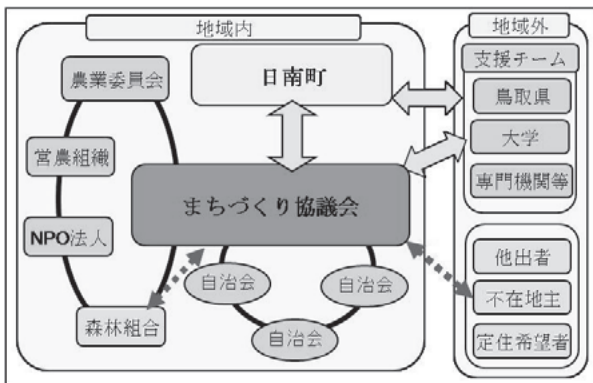 地域内
地域外
日南町
農業委員会
営農組織
NPO法人
森林組合
まちづくり協議会
自治会
自治会
自治会
支援チーム
鳥取県
大学
専門機関等
他出者
不在地主
定住希望者